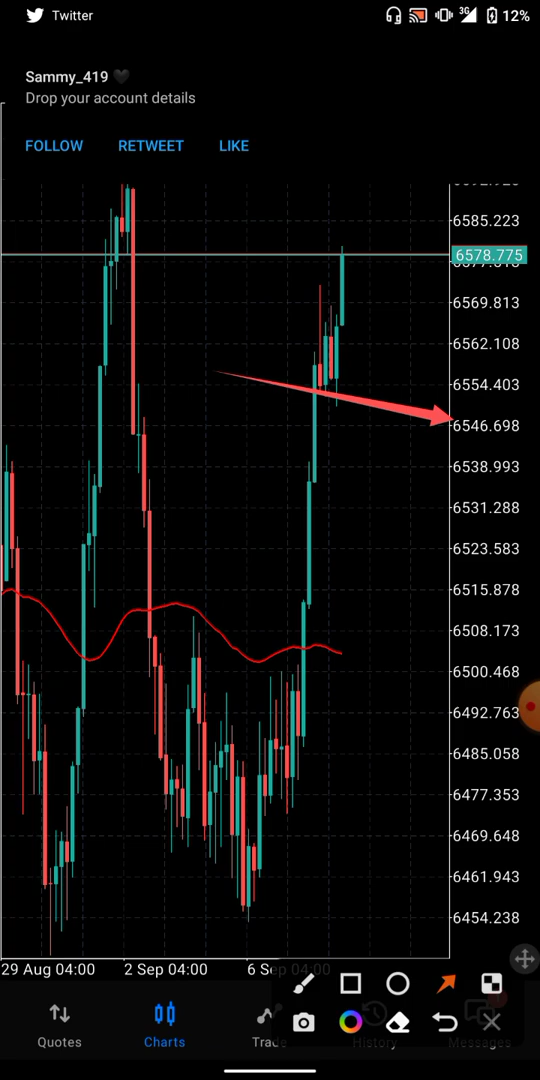 Twitter
3G
12%
Sammy_419 🖤
Drop your account details
FOLLOW RETWEET LIKE
6585.223
6578.775
6569.813
6562.108
6554.403
6546.698
6538.993
6531.288
6523.583
6515.878
6508.173
6500.468
6492.763
6485.058
6477.353
6469.648
6461.943
6454.238
29 Aug 04:00 2 Sep 04:00 6 Sep 04:00
Quotes Charts Trade History Messages